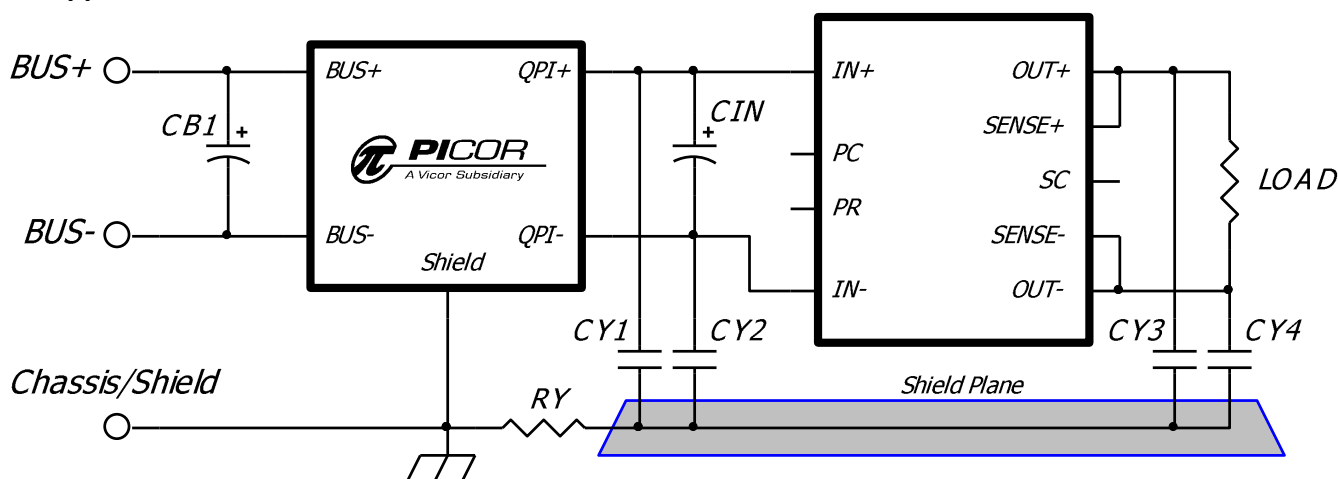 BUS+
BUS+
QPI+
IN+
OUT+
CB1
+
CIN
+
SENSE+
π PICOR
A Vicor Subsidiary
PC
SC
LOAD
PR
BUS-
BUS-
QPI-
SENSE-
Shield
IN-
OUT-
CY1
CY2
CY3
CY4
Chassis/Shield
RY
Shield Plane